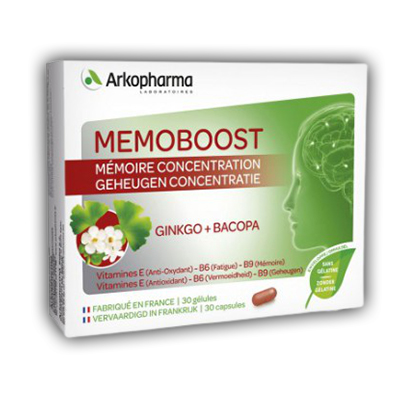 Arkopharma
LABORATOIRES
MEMOBOOST
MÉMOIRE CONCENTRATION
GEHEUGEN CONCENTRATIE
GINKGO + BACOPA
Vitamines E (Anti-Oxydant) - B6 (Fatigue) - B9 (Mémoire)
Vitamines E (Antioxidant) - B6 (Vermoeidheid) - B9 (Geheugen)
FABRIQUÉ EN FRANCE | 30 gélules
VERVAARDIGD IN FRANKRIJK | 30 capsules
SANS
GÉLATINE
ZONDER
GELATINE